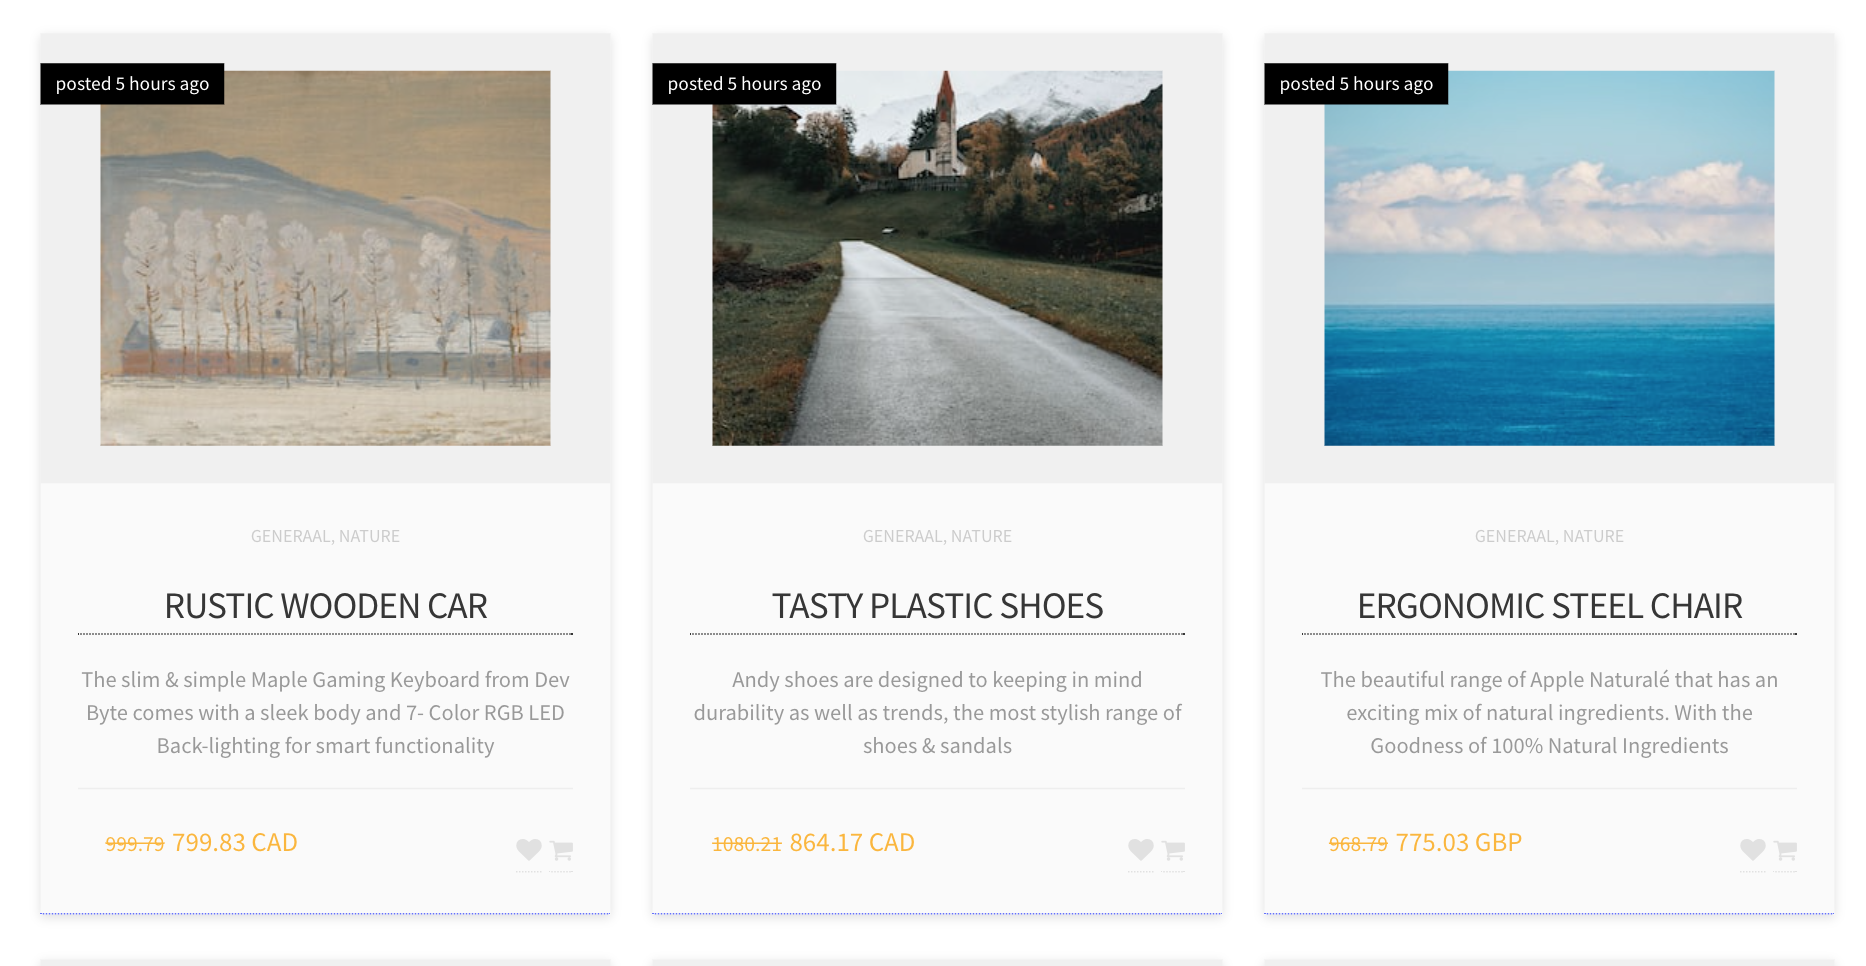 posted 5 hours ago
GENERAAL, NATURE
RUSTIC WOODEN CAR
The slim & simple Maple Gaming Keyboard from Dev
Byte comes with a sleek body and 7- Color RGB LED
Back-lighting for smart functionality
999.79 799.83 CAD
posted 5 hours ago
GENERAAL, NATURE
TASTY PLASTIC SHOES
Andy shoes are designed to keeping in mind
durability as well as trends, the most stylish range of
shoes & sandals
1080.21 864.17 CAD
posted 5 hours ago
GENERAAL, NATURE
ERGONOMIC STEEL CHAIR
The beautiful range of Apple Naturalé that has an
exciting mix of natural ingredients. With the
Goodness of 100% Natural Ingredients
968.79 775.03 GBP